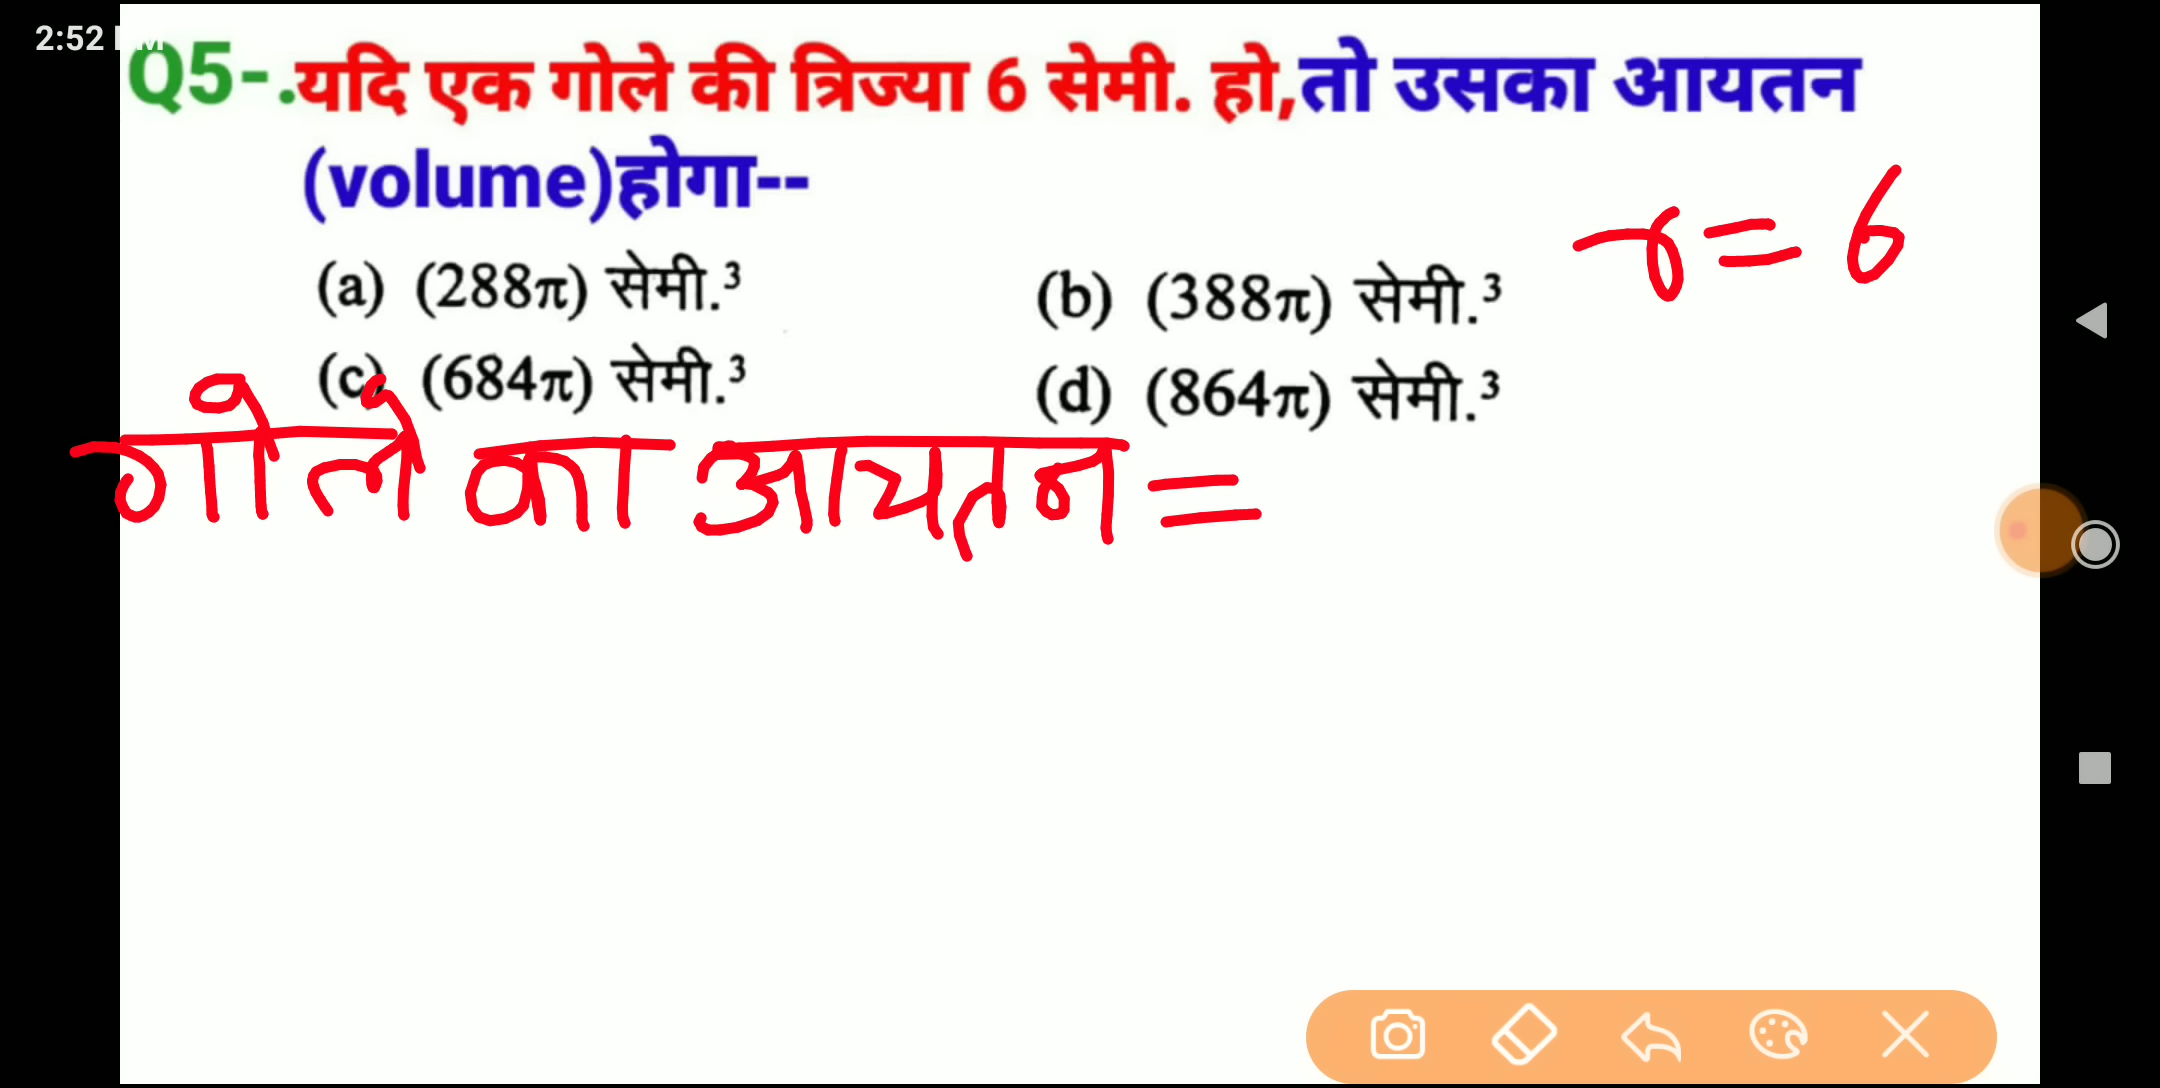 2:52 PM
Q5-.यदि एक गोले की त्रिज्या 6 सेमी. हो,तो उसका आयतन
(volume)होगा--
r = 6
(a) (288π) सेमी.³ (b) (388π) सेमी.³
(c) (684π) सेमी.³ (d) (864π) सेमी.³
गोले का आयतन =